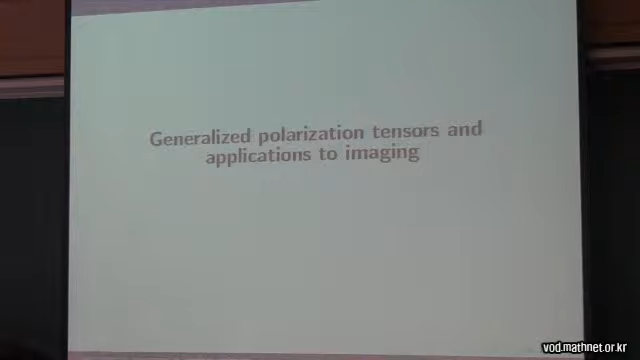 Generalized polarization tensors and
applications to imaging
vod.mathnet.or.kr